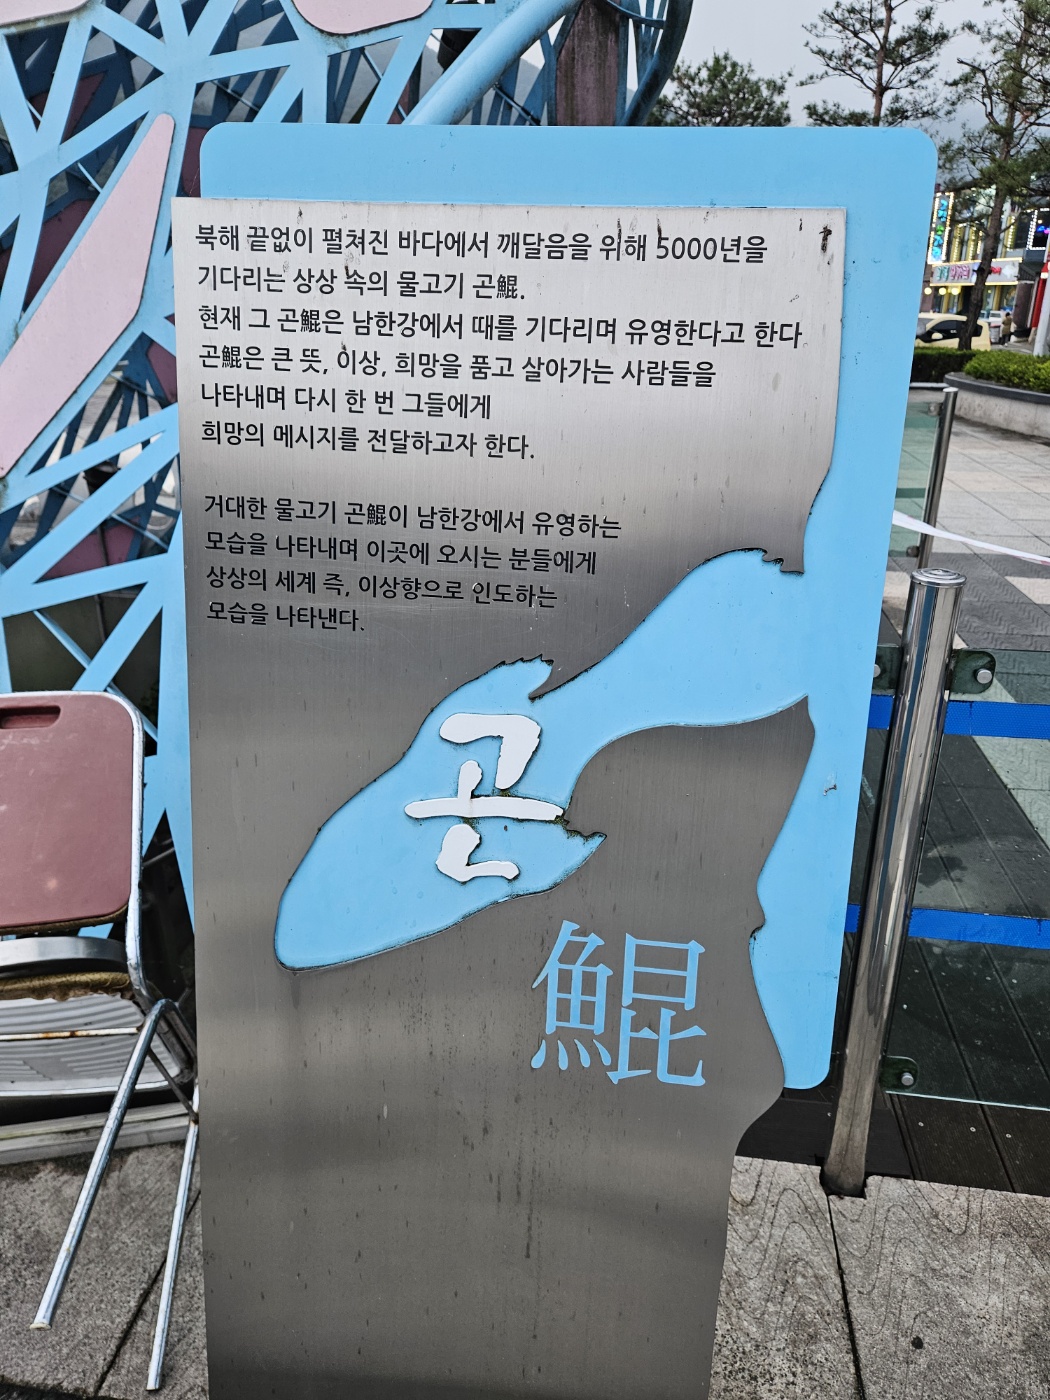 북해 끝없이 펼쳐진 바다에서 깨달음을 위해 5000년을
기다리는 상상 속의 물고기 곤鯤.
현재 그 곤鯤은 남한강에서 때를 기다리며 유영한다고 한다
곤鯤은 큰 뜻, 이상, 희망을 품고 살아가는 사람들을
나타내며 다시 한 번 그들에게
희망의 메시지를 전달하고자 한다.
거대한 물고기 곤鯤이 남한강에서 유영하는
모습을 나타내며 이곳에 오시는 분들에게
상상의 세계 즉, 이상향으로 인도하는
모습을 나타낸다.
곤
鯤